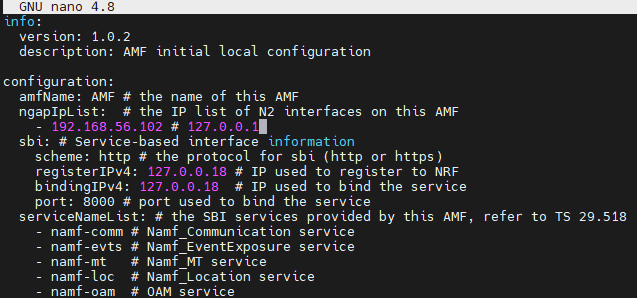 GNU nano 4.8
info:
  version: 1.0.2
  description: AMF initial local configuration

configuration:
  amfName: AMF # the name of this AMF
  ngapIpList:  # the IP list of N2 interfaces on this AMF
    - 192.168.56.102 # 127.0.0.1
  sbi: # Service-based interface information
    scheme: http # the protocol for sbi (http or https)
    registerIPv4: 127.0.0.18 # IP used to register to NRF
    bindingIPv4: 127.0.0.18  # IP used to bind the service
    port: 8000 # port used to bind the service
  serviceNameList: # the SBI services provided by this AMF, refer to TS 29.518
    - namf-comm # Namf_Communication service
    - namf-evts # Namf_EventExposure service
    - namf-mt   # Namf_MT service
    - namf-loc  # Namf_Location service
    - namf-oam  # OAM service